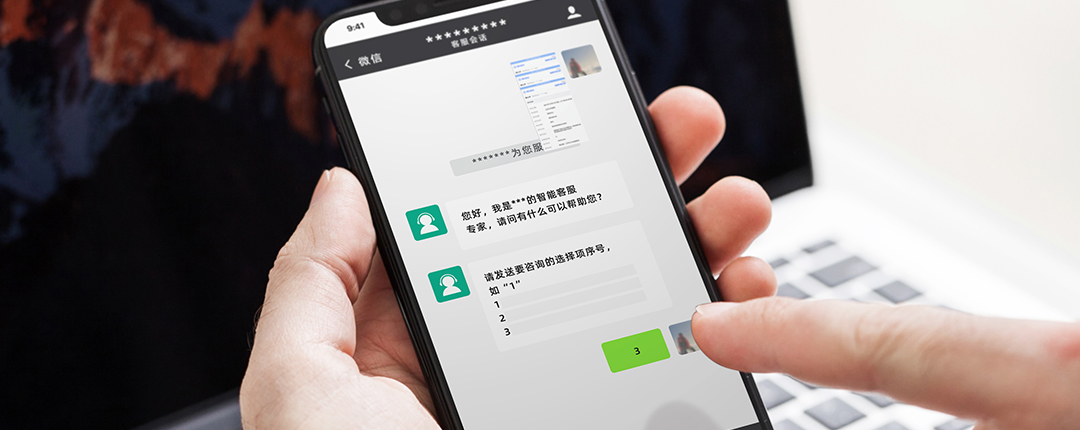 9:41
微信
*********
客服会话
*******为您服
您好，我是***的智能客服
专家，请问有什么可以帮助您？
请发送要咨询的选择项序号，
如“1”
1
2
3
3